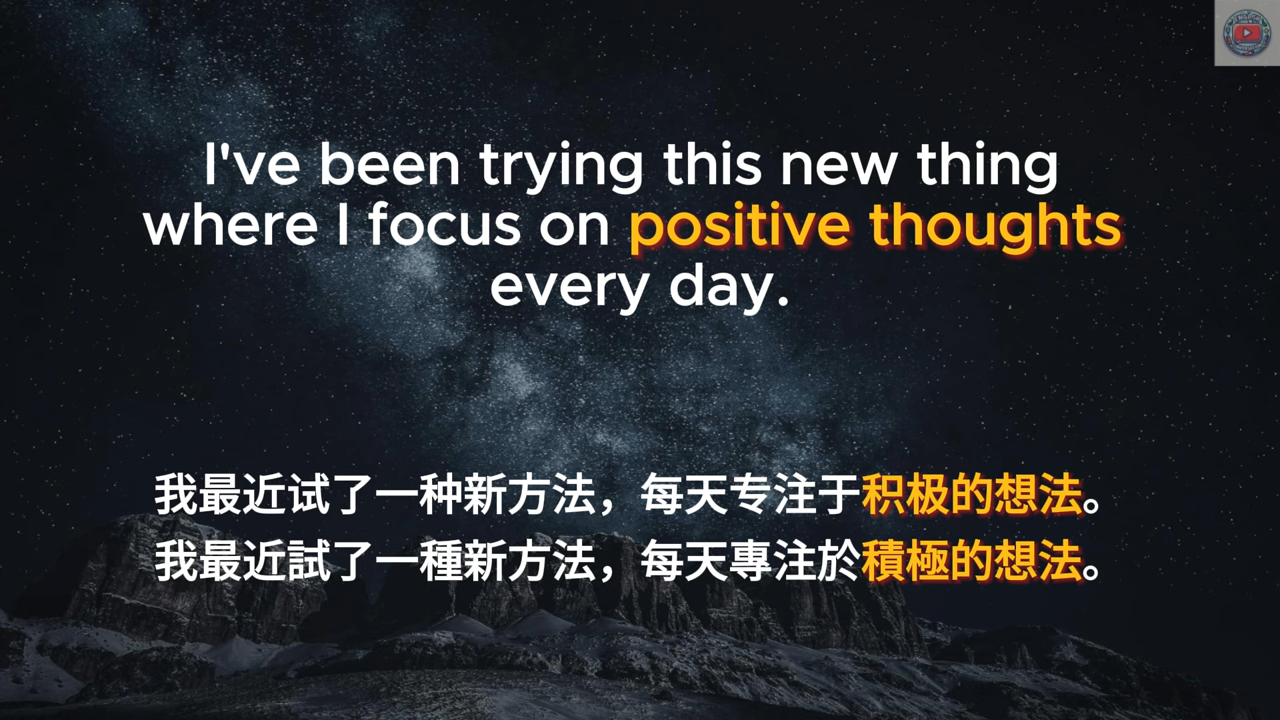 I've been trying this new thing
where I focus on positive thoughts
every day.
我最近试了一种新方法，每天专注于积极的想法。
我最近試了一種新方法，每天專注於積極的想法。